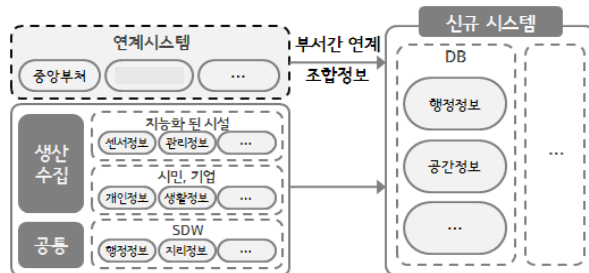 연계시스템
중앙부처
...
부서간 연계
조합정보
신규 시스템
DB
행정정보
공간정보
...
...
생산
수집
지능화 된 시설
센서정보 관리정보 ...
시민, 기업
개인정보 생활정보 ...
공통
SDW
행정정보 지리정보 ...